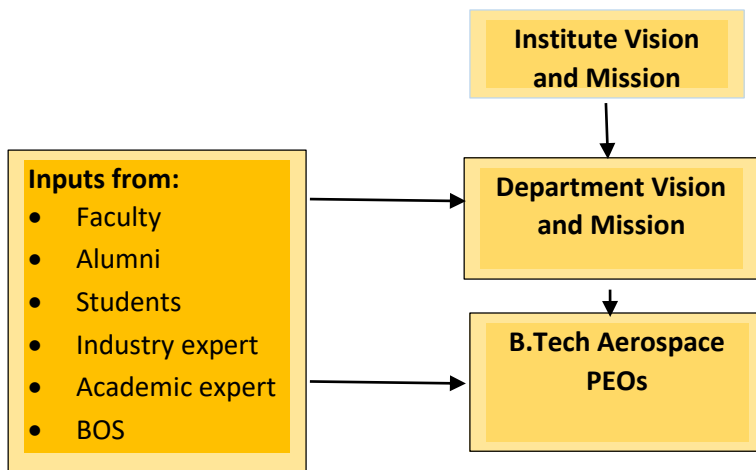 Institute Vision
and Mission
Inputs from:
• Faculty
• Alumni
• Students
• Industry expert
• Academic expert
• BOS
Department Vision
and Mission
B.Tech Aerospace
PEOs